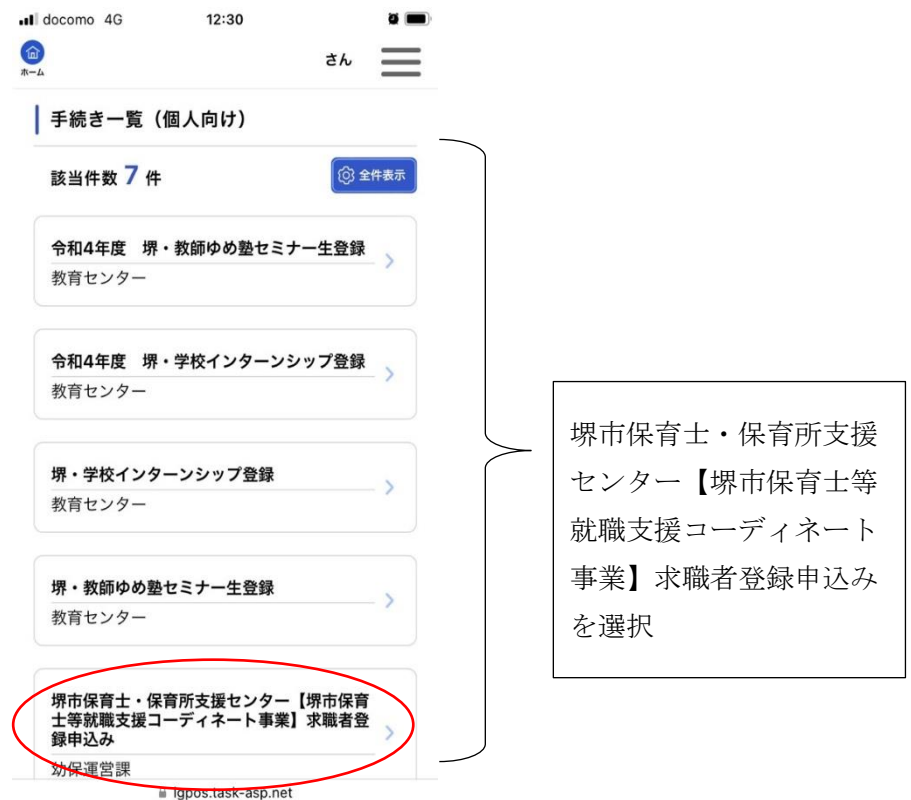 docomo 4G 12:30
ホーム
さん
手続き一覧（個人向け）
該当件数 7 件
全件表示
令和4年度　堺・教師ゆめ塾セミナー生登録
教育センター
令和4年度　堺・学校インターンシップ登録
教育センター
堺・学校インターンシップ登録
教育センター
堺・教師ゆめ塾セミナー生登録
教育センター
堺市保育士・保育所支援センター【堺市保育
士等就職支援コーディネート事業】求職者登
録申込み
幼保運営課
lgpos.task-asp.net
堺市保育士・保育所支援
センター【堺市保育士等
就職支援コーディネート
事業】求職者登録申込み
を選択